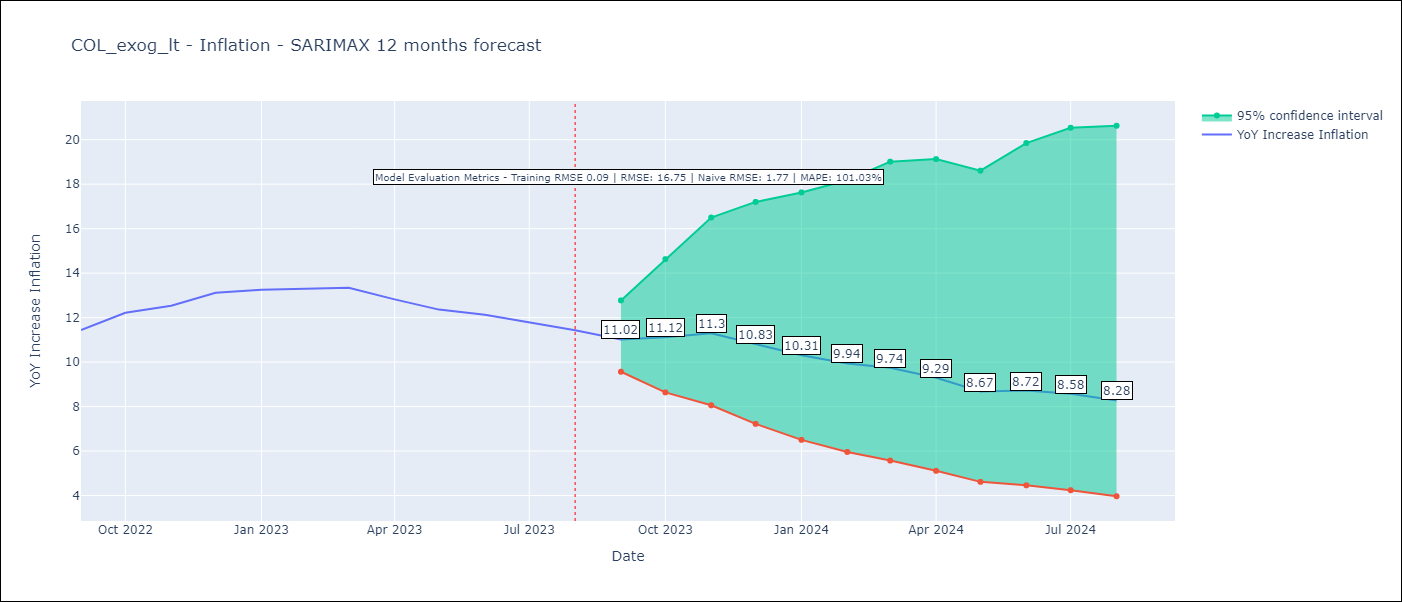 COL_exog_lt - Inflation - SARIMAX 12 months forecast
95% confidence interval
YoY Increase Inflation
Model Evaluation Metrics - Training RMSE 0.09 | RMSE: 16.75 | Naive RMSE: 1.77 | MAPE: 101.03%
YoY Increase Inflation
20
18
16
14
12
10
8
6
4
11.02
11.12
11.3
10.83
10.31
9.94
9.74
9.29
8.67
8.72
8.58
8.28
Oct 2022
Jan 2023
Apr 2023
Jul 2023
Oct 2023
Jan 2024
Apr 2024
Jul 2024
Date